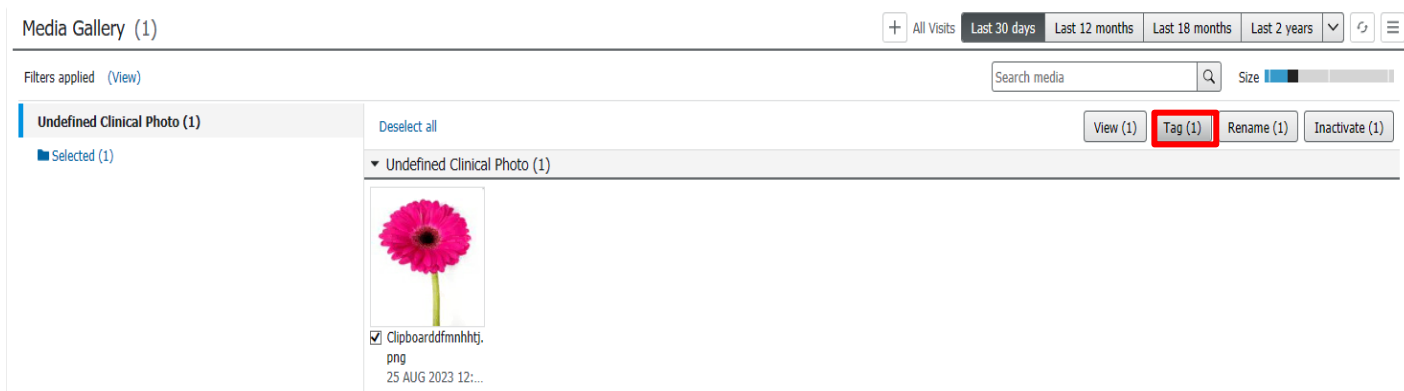 Media Gallery (1)
+ All Visits Last 30 days Last 12 months Last 18 months Last 2 years
Filters applied (View)
Search media
Size
Undefined Clinical Photo (1)
Selected (1)
Deselect all
View (1) Tag (1) Rename (1) Inactivate (1)
Undefined Clinical Photo (1)
Clipboarddfmnhhtj.
png
25 AUG 2023 12:...